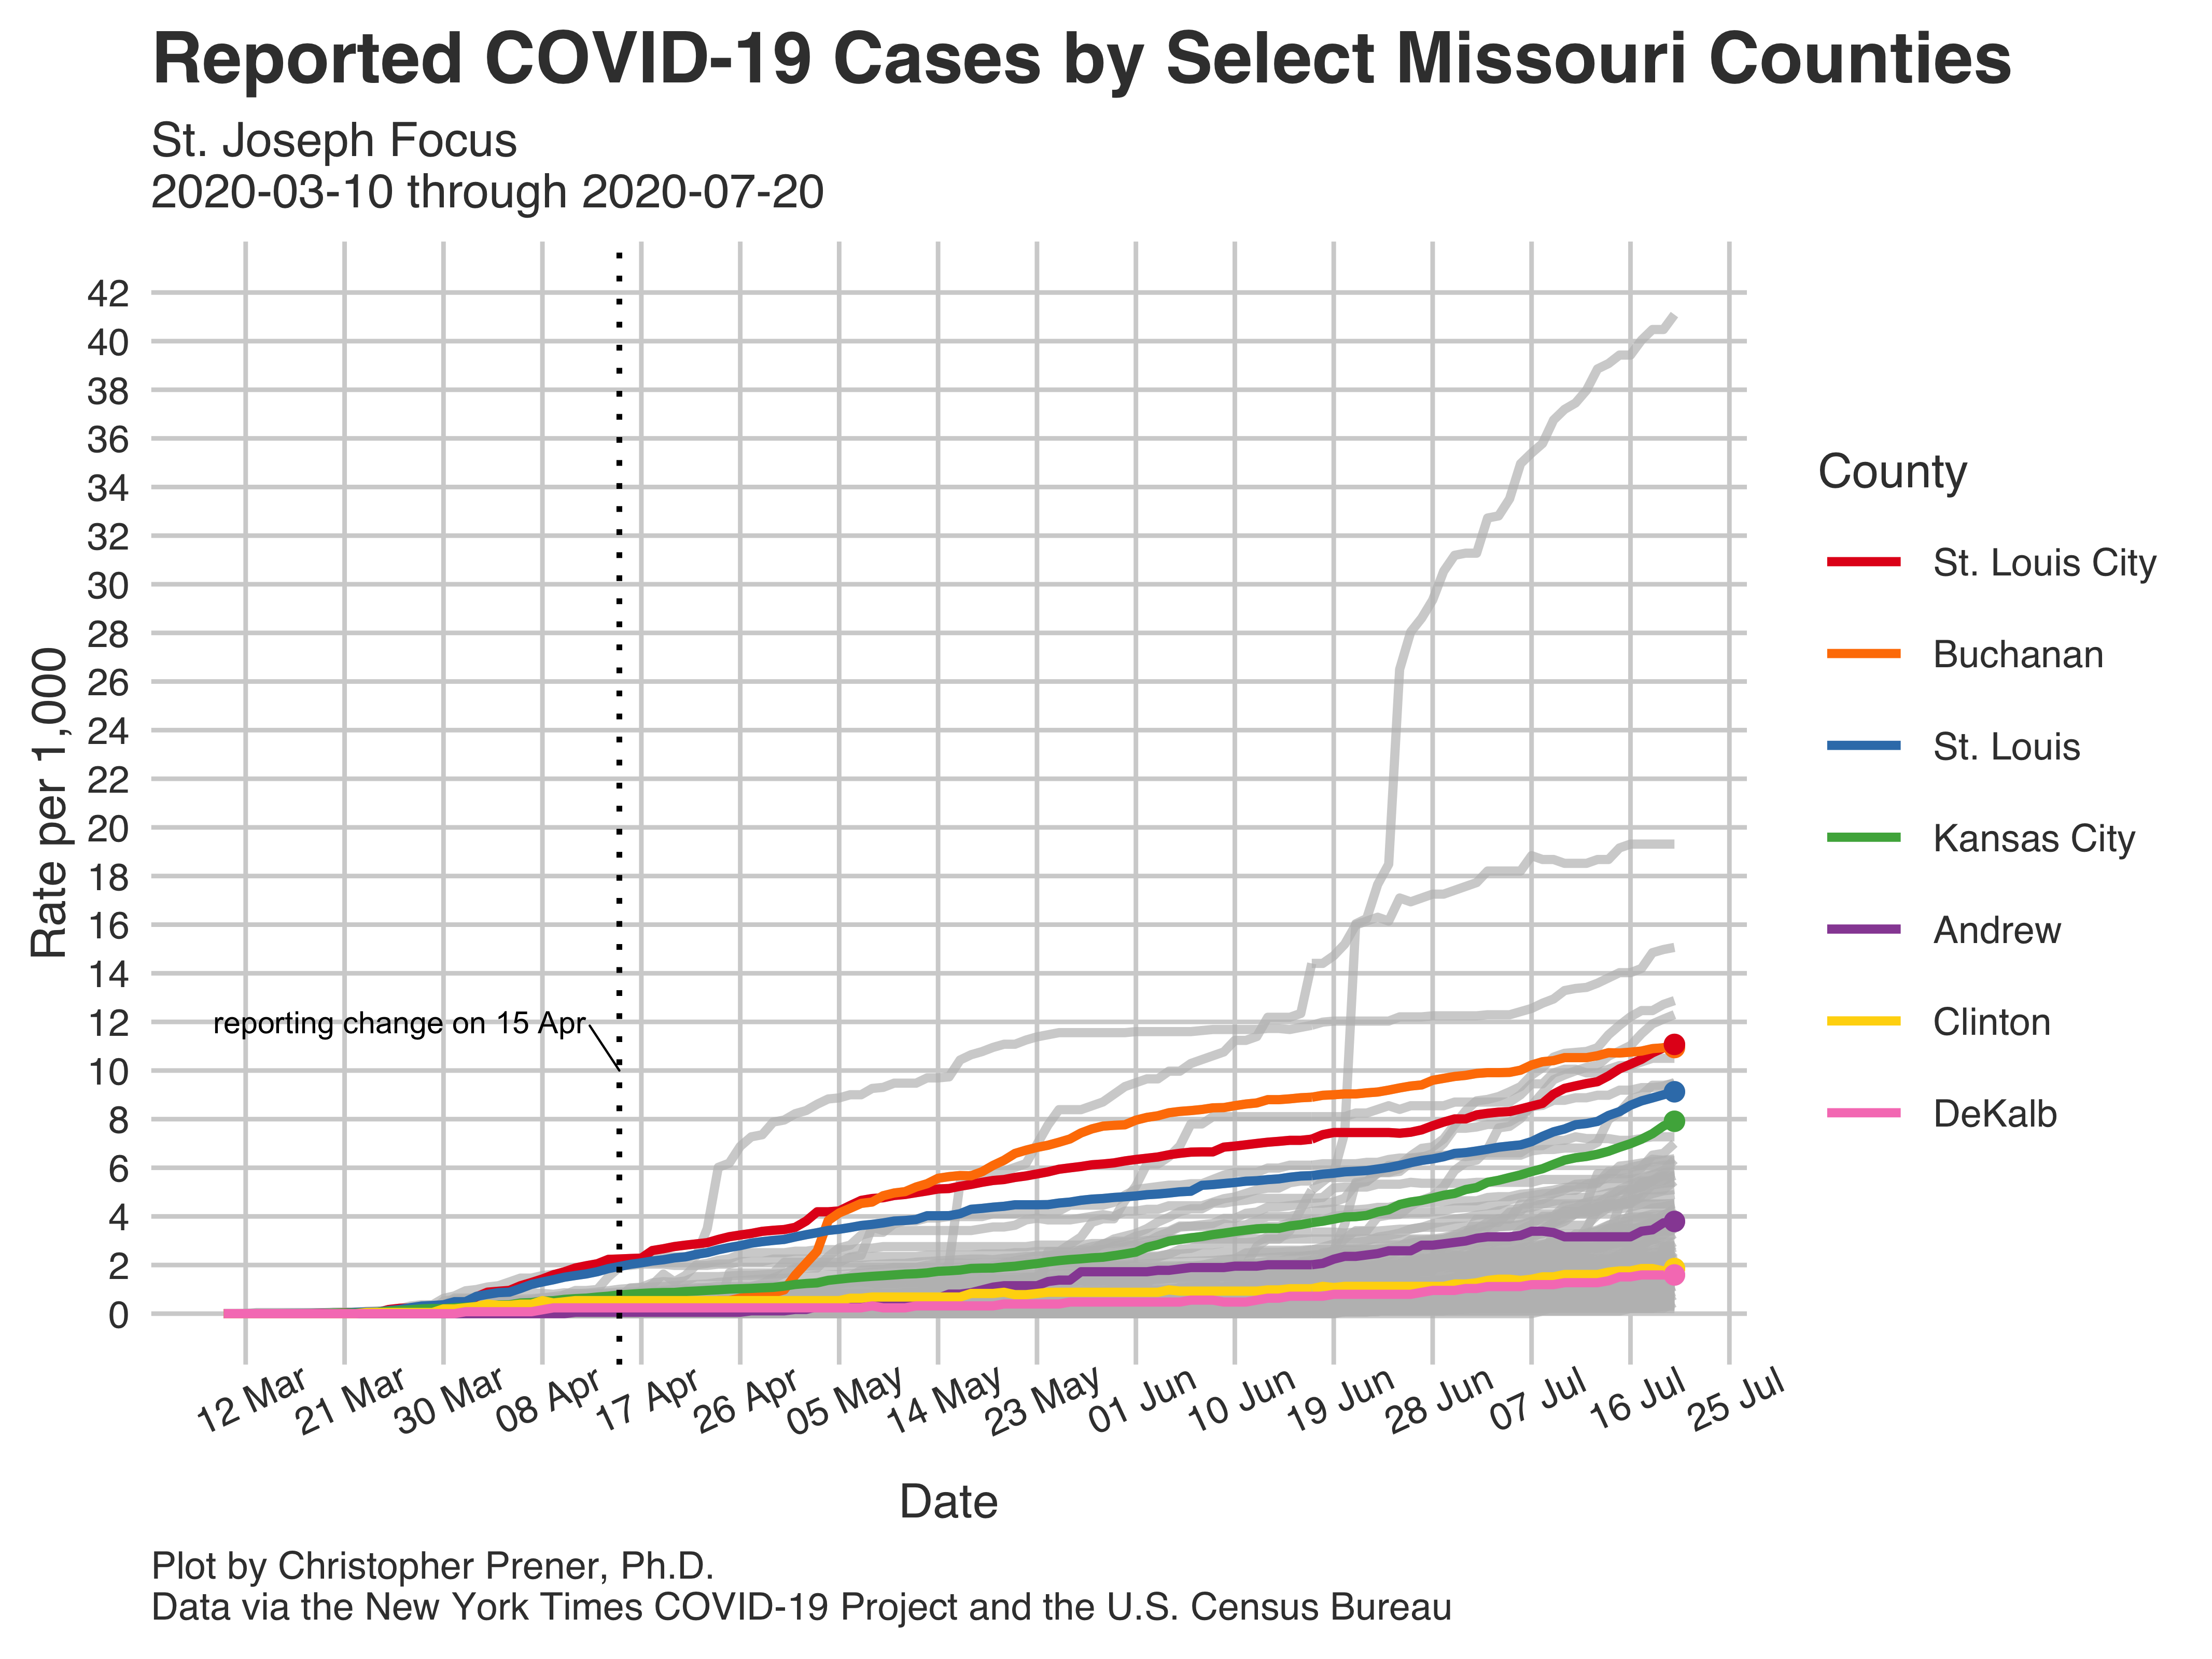 Reported COVID-19 Cases by Select Missouri Counties
St. Joseph Focus
2020-03-10 through 2020-07-20
Rate per 1,000
42
40
38
36
34
32
30
28
26
24
22
20
18
16
14
12
10
8
6
4
2
0
reporting change on 15 Apr
12 Mar
21 Mar
30 Mar
08 Apr
17 Apr
26 Apr
05 May
14 May
23 May
01 Jun
10 Jun
19 Jun
28 Jun
07 Jul
16 Jul
25 Jul
Date
County
St. Louis City
Buchanan
St. Louis
Kansas City
Andrew
Clinton
DeKalb
Plot by Christopher Prener, Ph.D.
Data via the New York Times COVID-19 Project and the U.S. Census Bureau